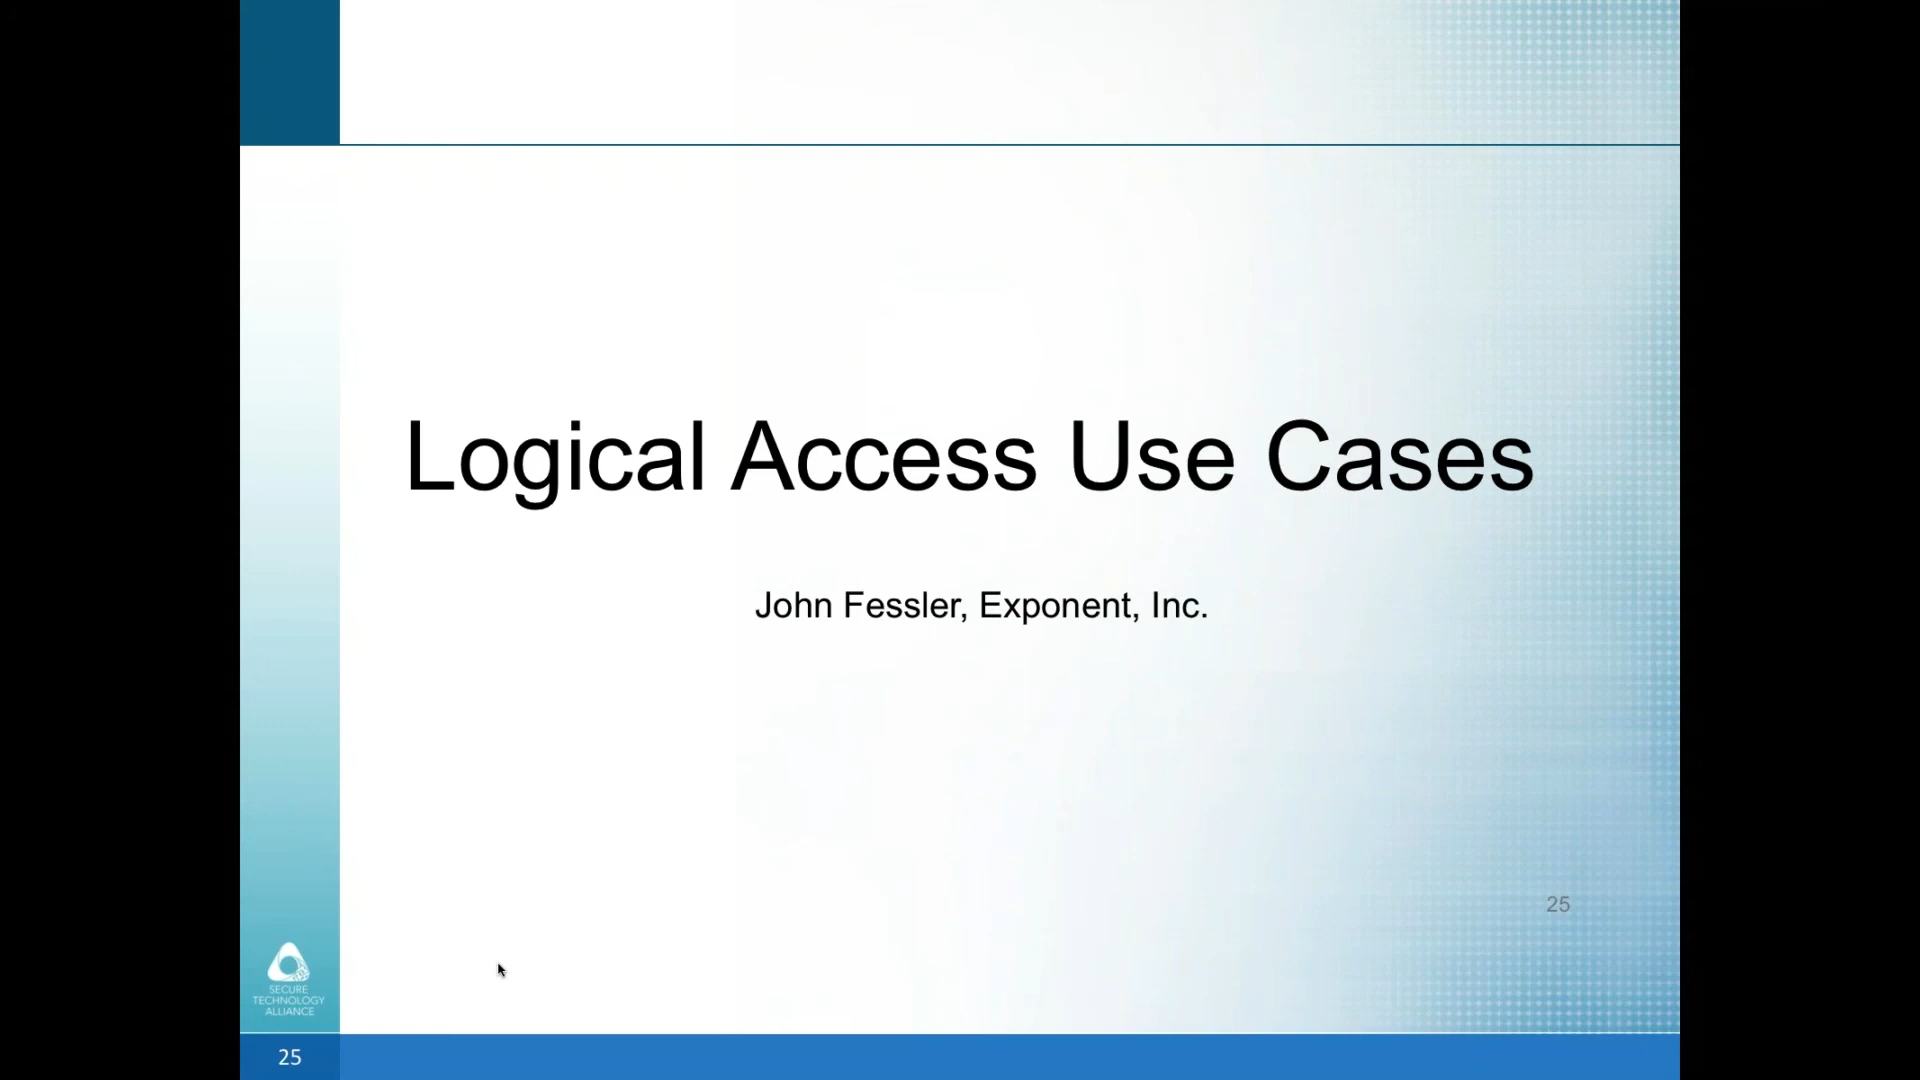 Logical Access Use Cases
John Fessler, Exponent, Inc.
25
SECURE
TECHNOLOGY
ALLIANCE
25